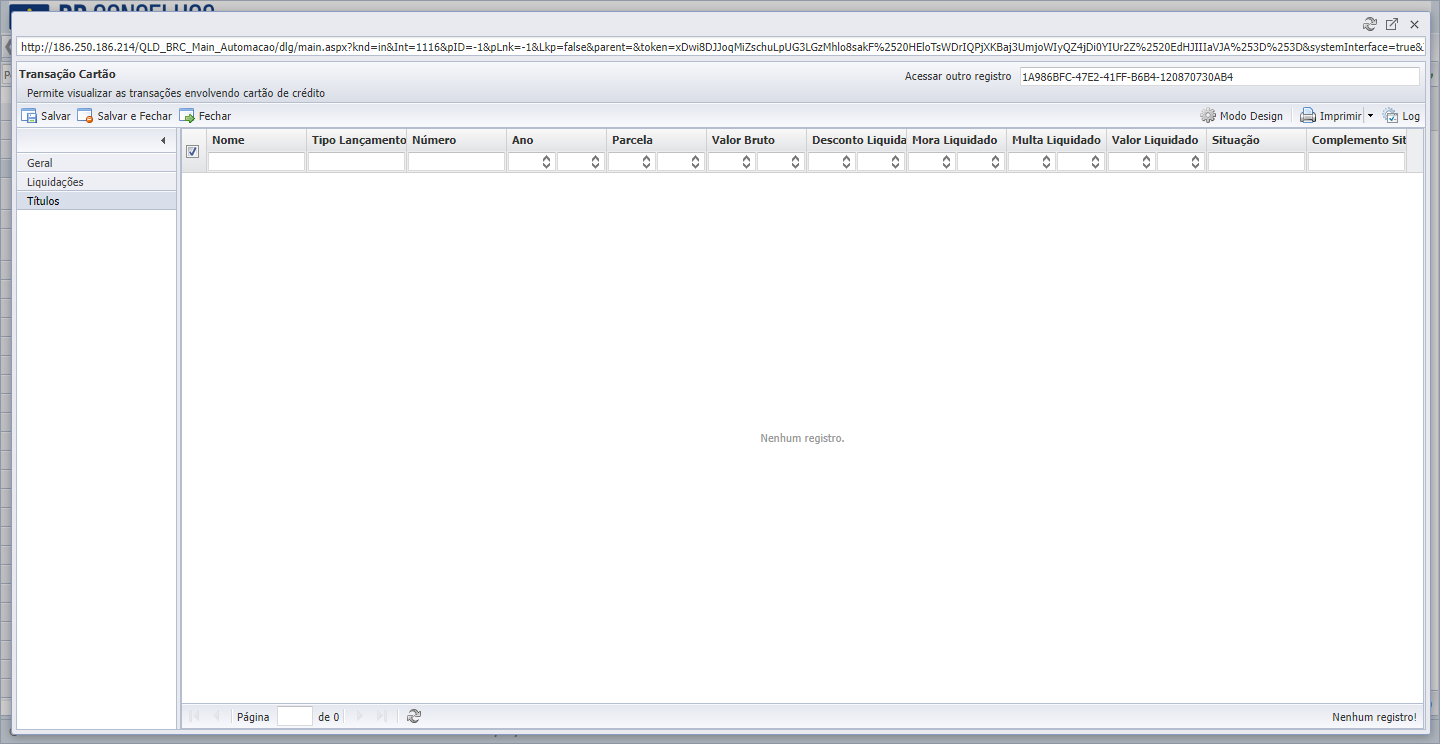 http://186.250.186.214/QLD_BRC_Main_Automacao/dlg/main.aspx?knd=in&Int=1116&pID=-1&pLnk=-1&Lkp=false&parent=&token=xDwi8DJJoqMiZschuLpUG3LGzMhlo8sakF%2520HEloTsWDrIQPjXKBaj3UmjoWIyQZ4jDi0YIUr2Z%2520EdHJIIIaVJA%253D%253D&systemInterface=true&
Transação Cartão
Acessar outro registro 1A986BFC-47E2-41FF-B6B4-120870730AB4
Permite visualizar as transações envolvendo cartão de crédito
Salvar Salvar e Fechar Fechar Modo Design Imprimir Log
Nome Tipo Lançamento Número Ano Parcela Valor Bruto Desconto Liquida Mora Liquidado Multa Liquidado Valor Liquidado Situação Complemento Sit
Geral
Liquidações
Títulos
Nenhum registro.
Página de 0 Nenhum registro!